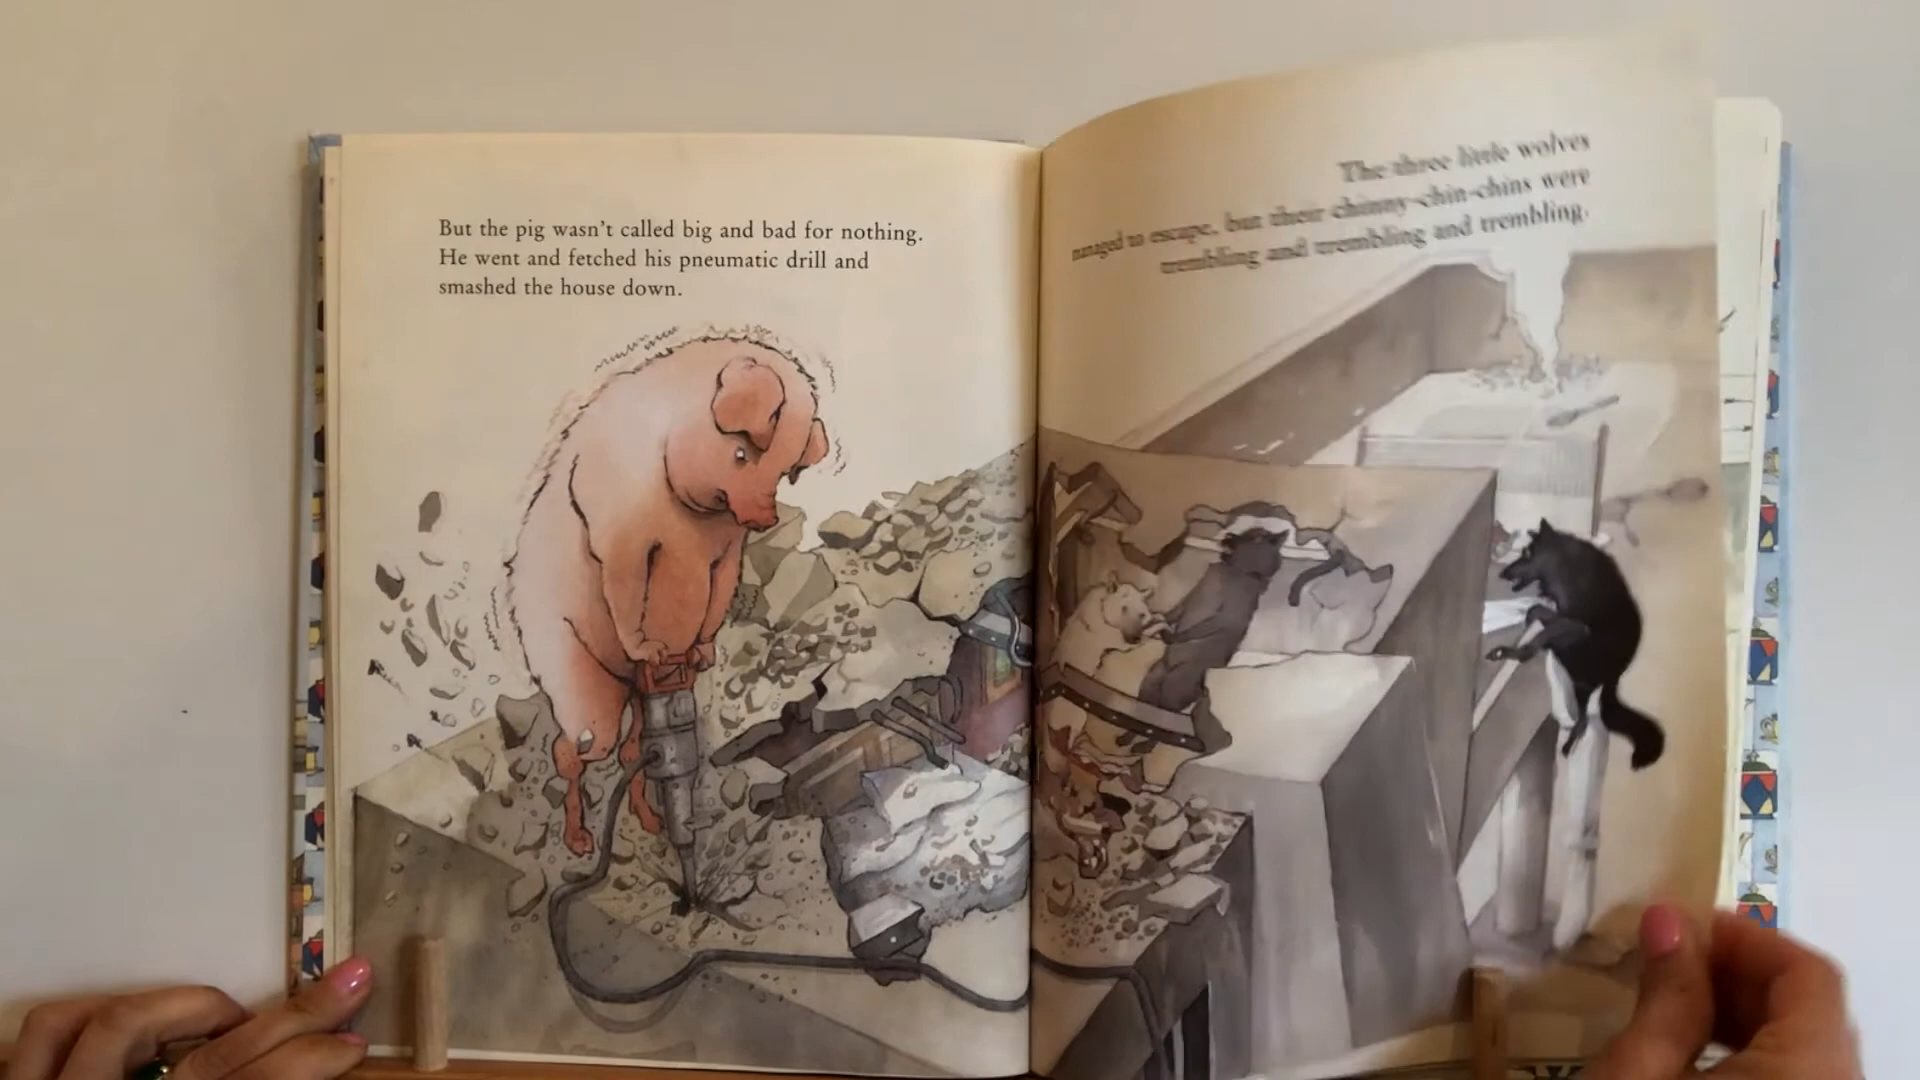 But the pig wasn't called big and bad for nothing.
He went and fetched his pneumatic drill and
smashed the house down.
The three little wolves
managed to escape, but their chinny-chin-chins were
trembling and trembling and trembling.